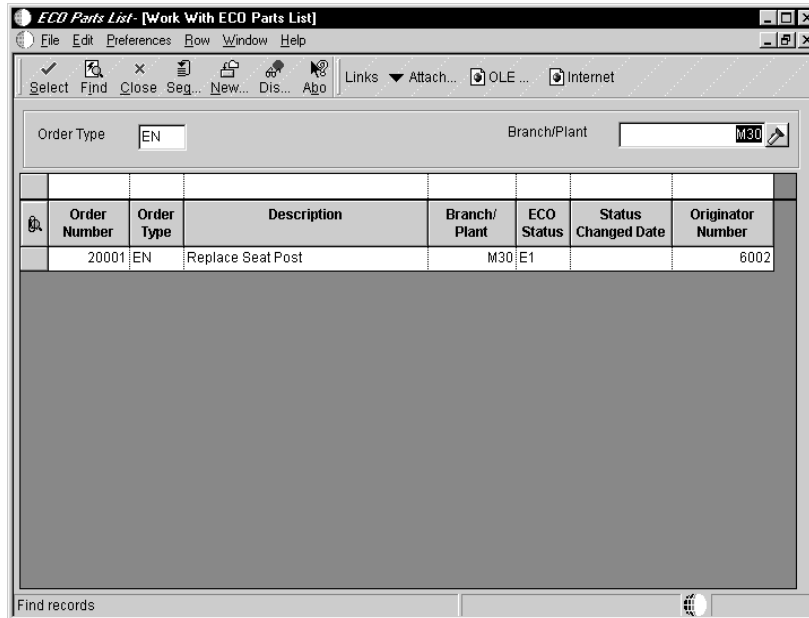 ECO Parts List - [Work With ECO Parts List]
File Edit Preferences Row Window Help
Select Find Close Seq... New... Dis... Abo Links Attach... OLE ... Internet
Order Type EN Branch/Plant M30
Order Number Order Type Description Branch/ Plant ECO Status Status Changed Date Originator Number
20001 EN Replace Seat Post M30 E1 6002
Find records